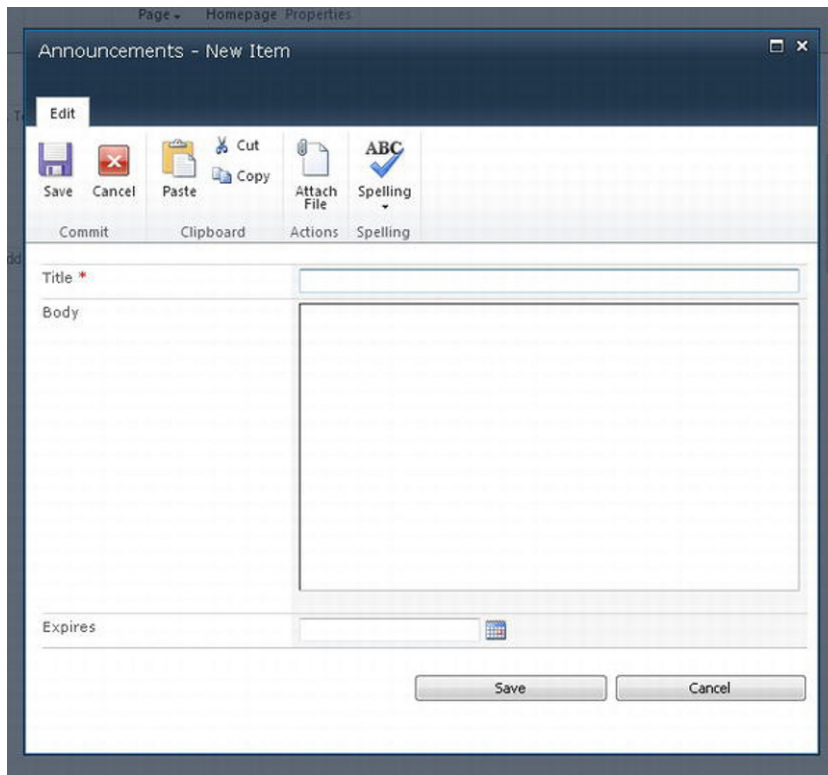 Page Homepage Properties
Announcements - New Item
Edit
Cut
Copy
Save Cancel Paste Attach File ABC Spelling
Commit Clipboard Actions Spelling
Title *
Body
Expires
Save Cancel